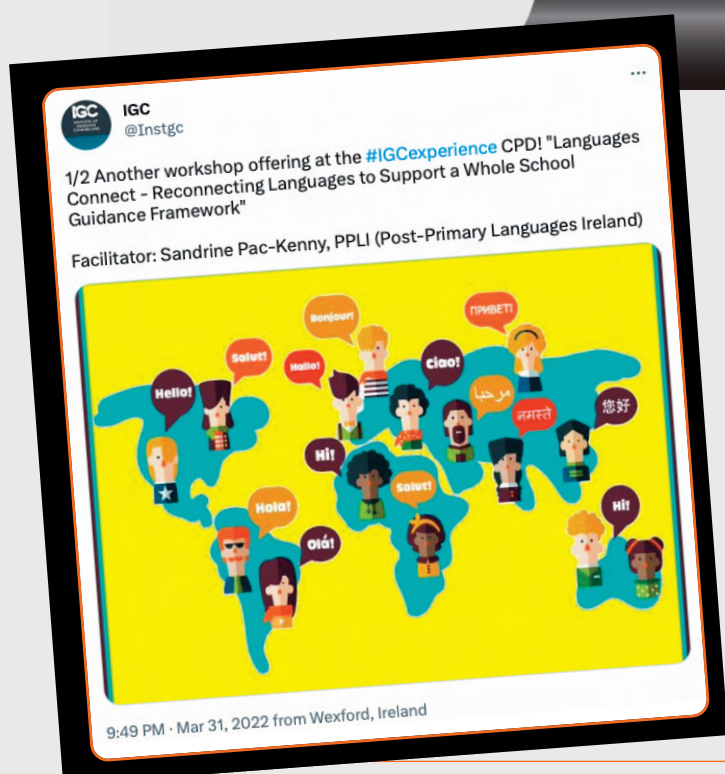 IGC
IGC
@Instgc
1/2 Another workshop offering at the #IGCexperience CPD! "Languages
Connect – Reconnecting Languages to Support a Whole School
Guidance Framework"
Facilitator: Sandrine Pac-Kenny, PPLI (Post-Primary Languages Ireland)
Bonjour!
ПРИВЕТ!
Salut!
Hallo!
Ciao!
Hello!
مرحبا
नमस्ते
您好
Hi!
Salut!
Hola!
Hi!
Olá!
9:49 PM · Mar 31, 2022 from Wexford, Ireland